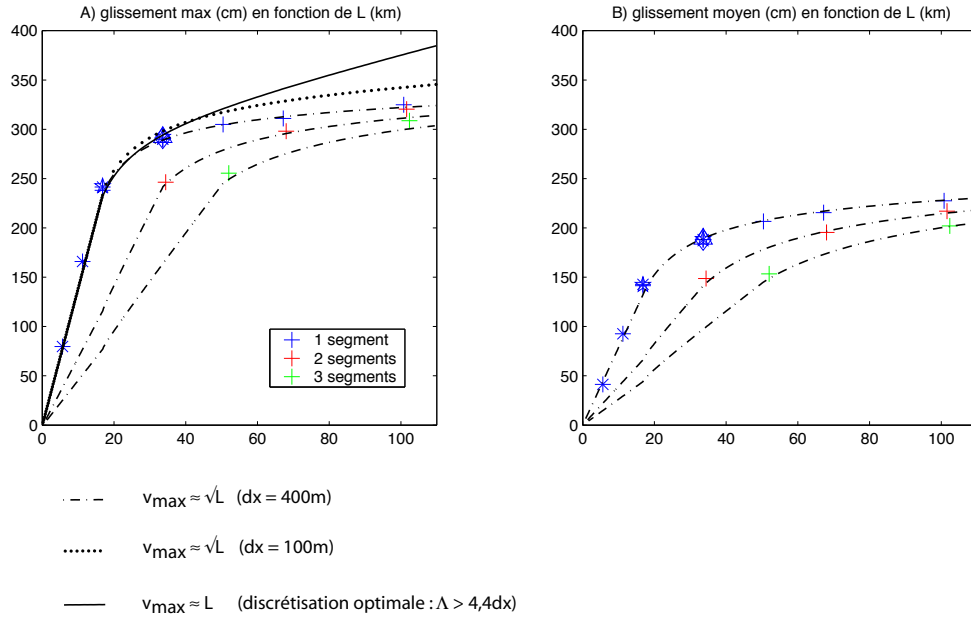 A) glissement max (cm) en fonction de L (km)
400
350
300
250
200
150
100
50
0
0 20 40 60 80 100
1 segment
2 segments
3 segments
B) glissement moyen (cm) en fonction de L (km)
400
350
300
250
200
150
100
50
0
0 20 40 60 80 100
v_max ≈ √L (dx = 400m)
v_max ≈ √L (dx = 100m)
v_max ≈ L (discrétisation optimale : Λ > 4,4dx)